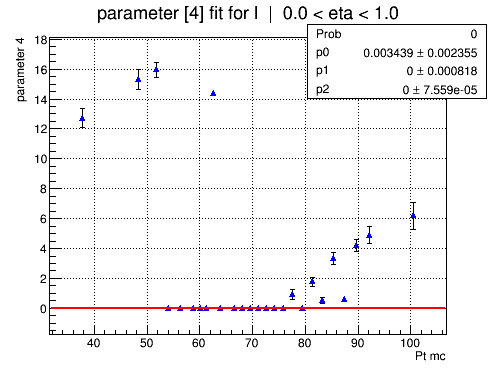 parameter [4] fit for l | 0.0 < eta < 1.0
Prob 0
p0 0.003439 ± 0.002355
p1 0 ± 0.000818
p2 0 ± 7.559e-05
parameter 4
18
16
14
12
10
8
6
4
2
0
40 50 60 70 80 90 100
Pt mc